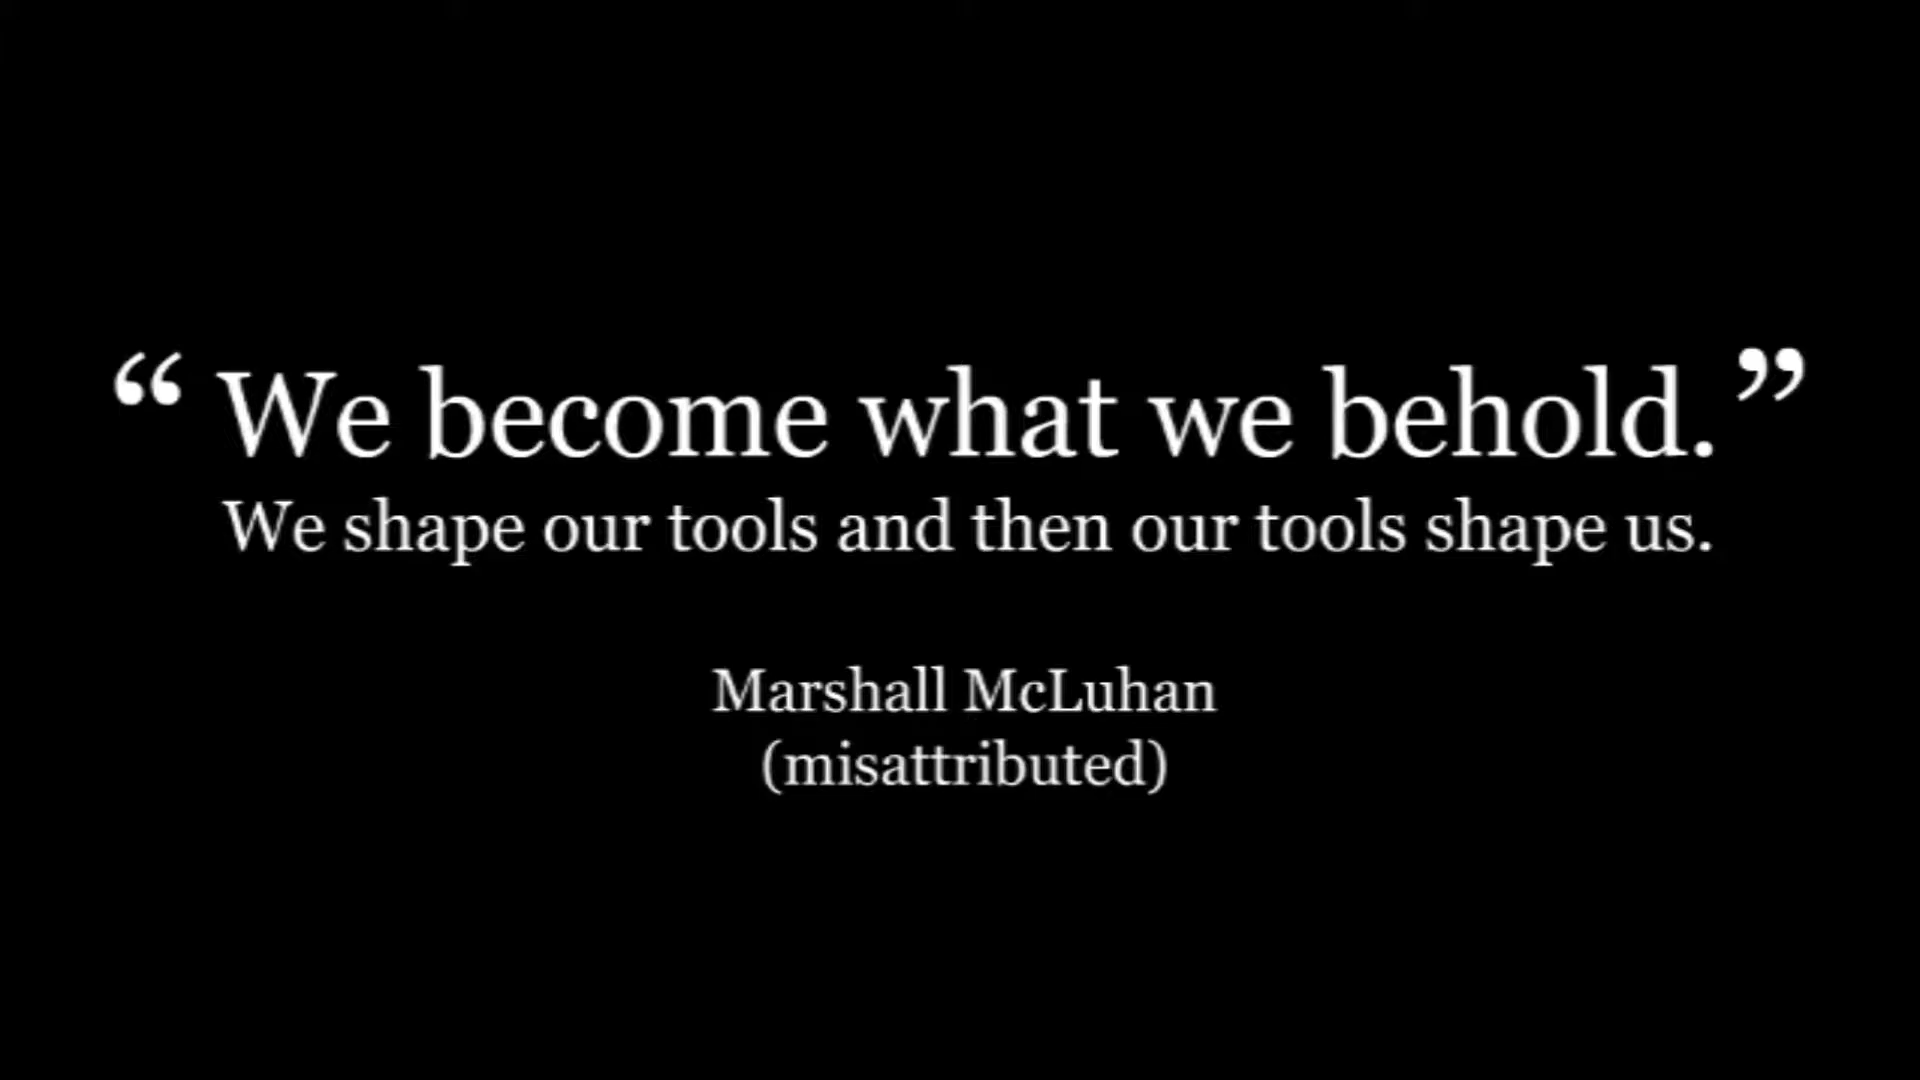 “We become what we behold.”
We shape our tools and then our tools shape us.
Marshall McLuhan
(misattributed)